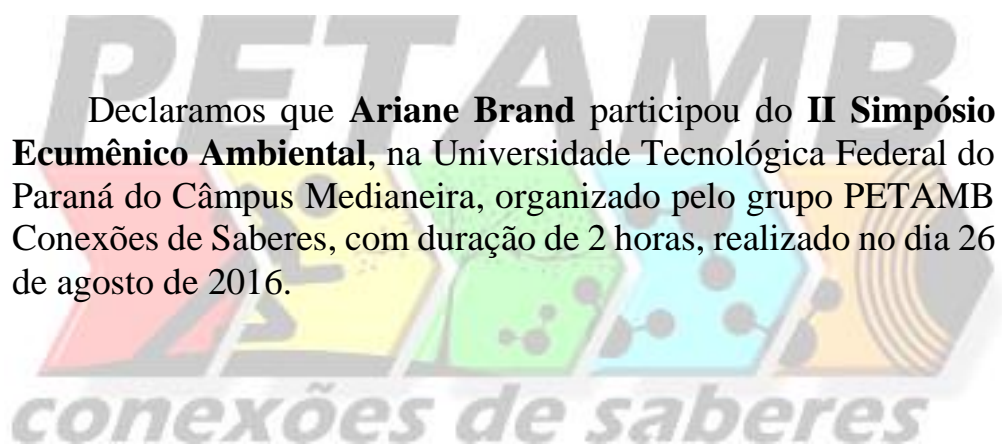 PETAMB
Declaramos que Ariane Brand participou do II Simpósio
Ecumênico Ambiental, na Universidade Tecnológica Federal do
Paraná do Câmpus Medianeira, organizado pelo grupo PETAMB
Conexões de Saberes, com duração de 2 horas, realizado no dia 26
de agosto de 2016.
conexões de saberes